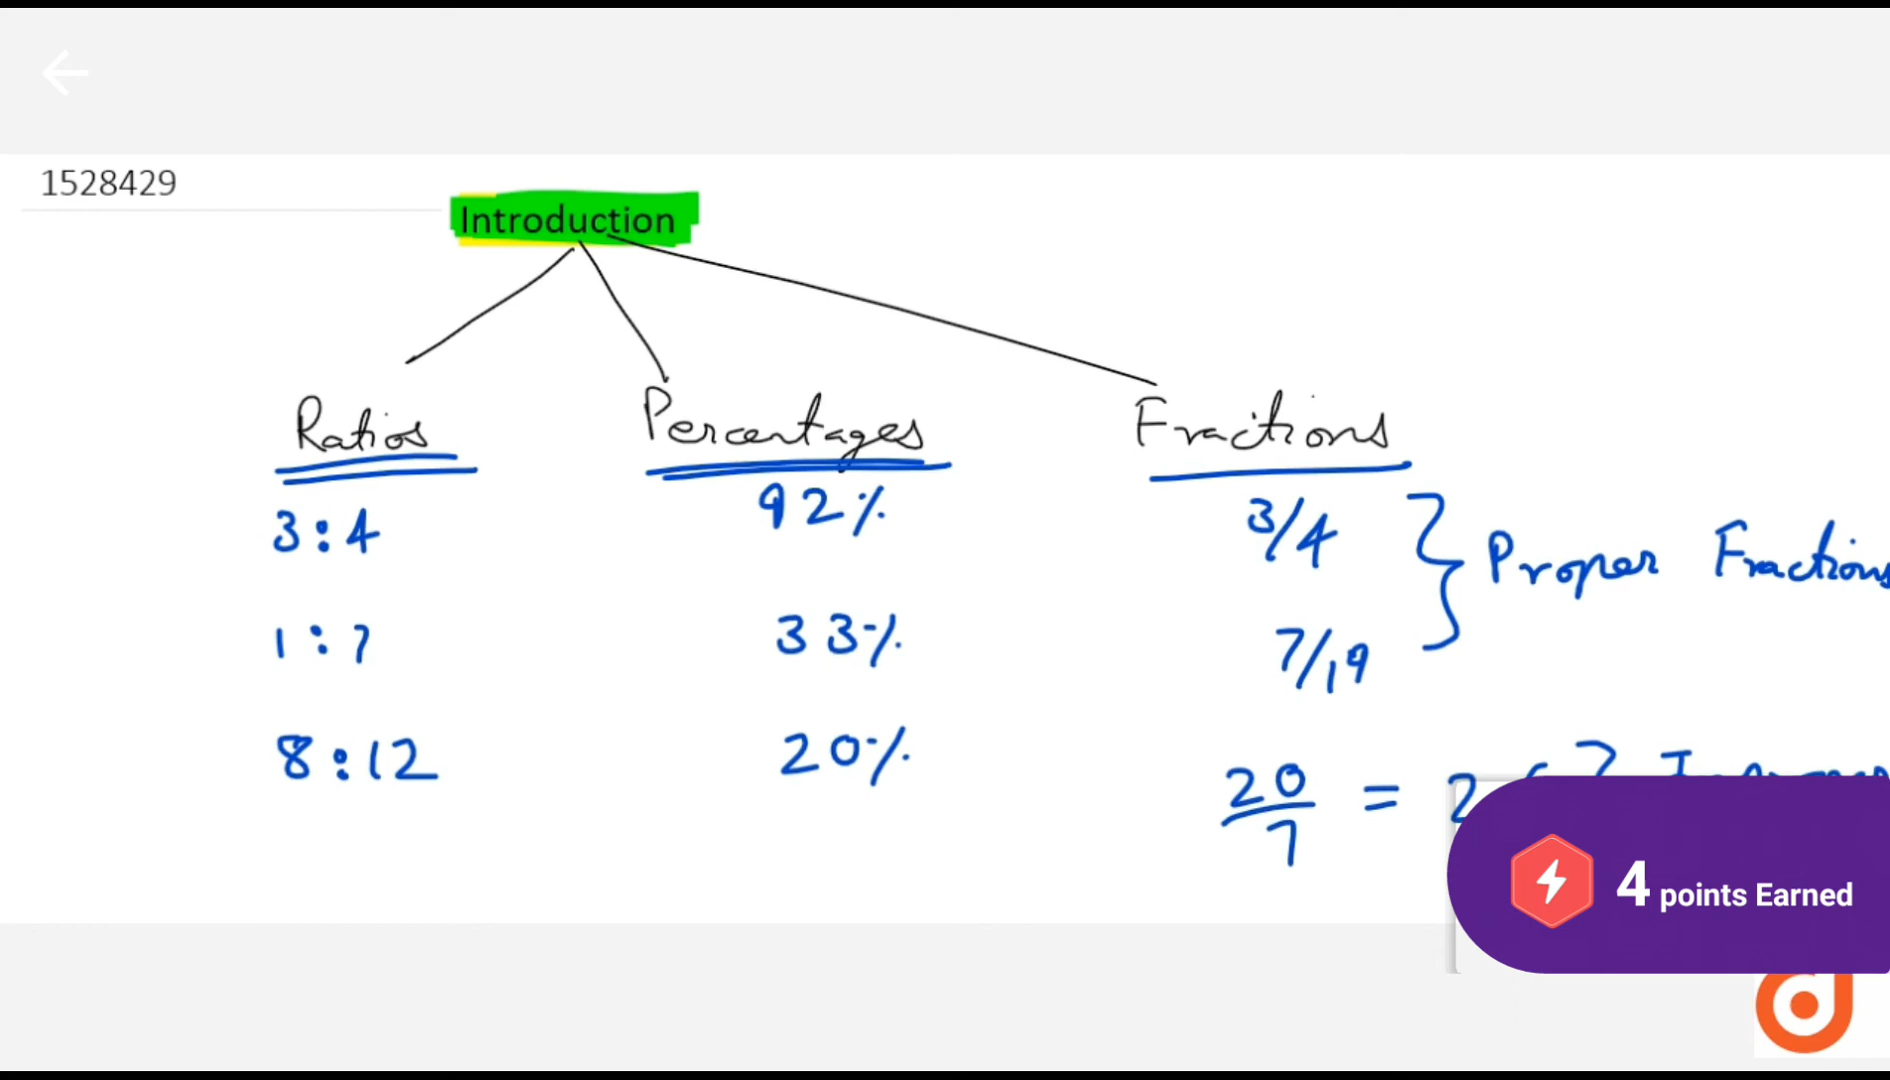 1528429
Introduction
Ratios Percentages Fractions
3:4 92% 3/4 Proper Fractions
1:7 33% 7/19
8:12 20% 20/7 = 2
4 points Earned